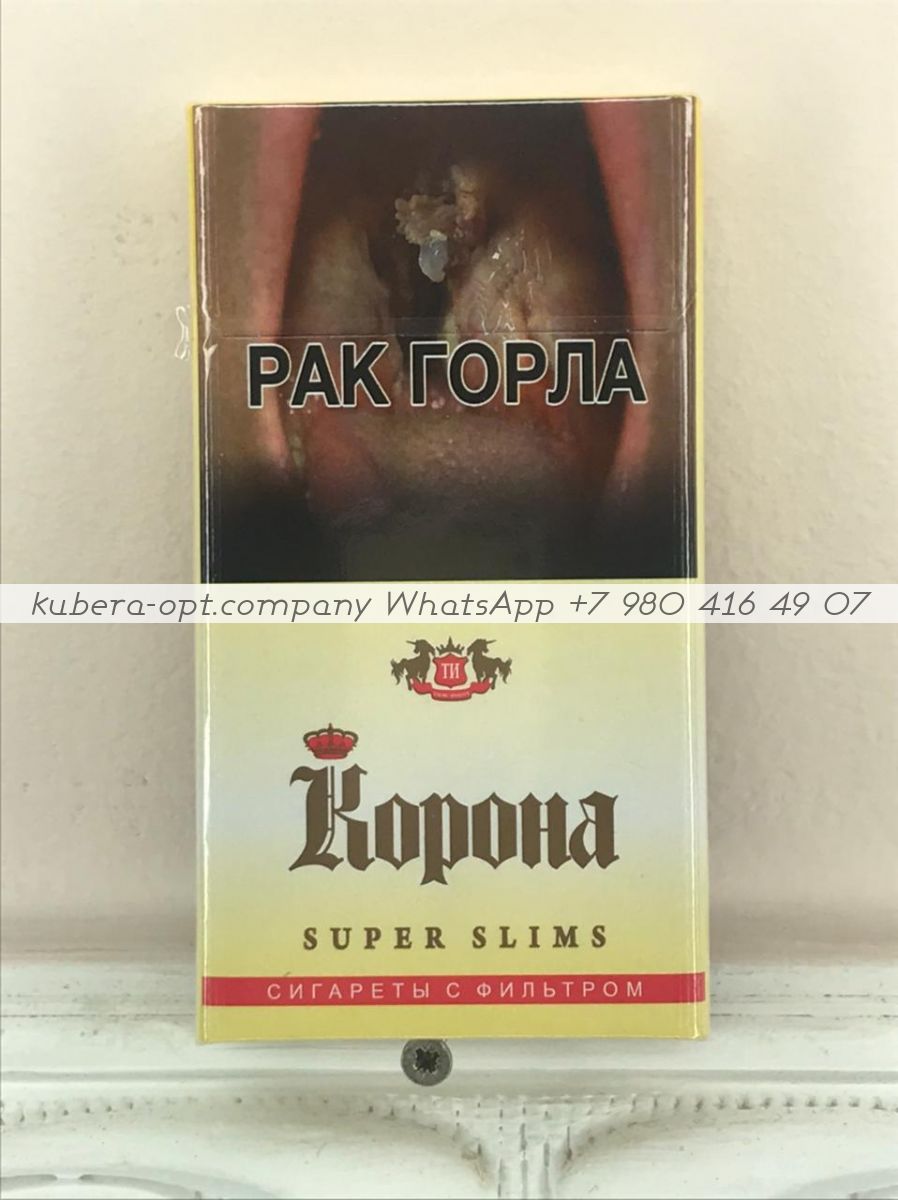 РАК ГОРЛА
kubera-opt.company WhatsApp +7 980 416 49 07
ТИ
Корона
SUPER SLIMS
СИГАРЕТЫ С ФИЛЬТРОМ